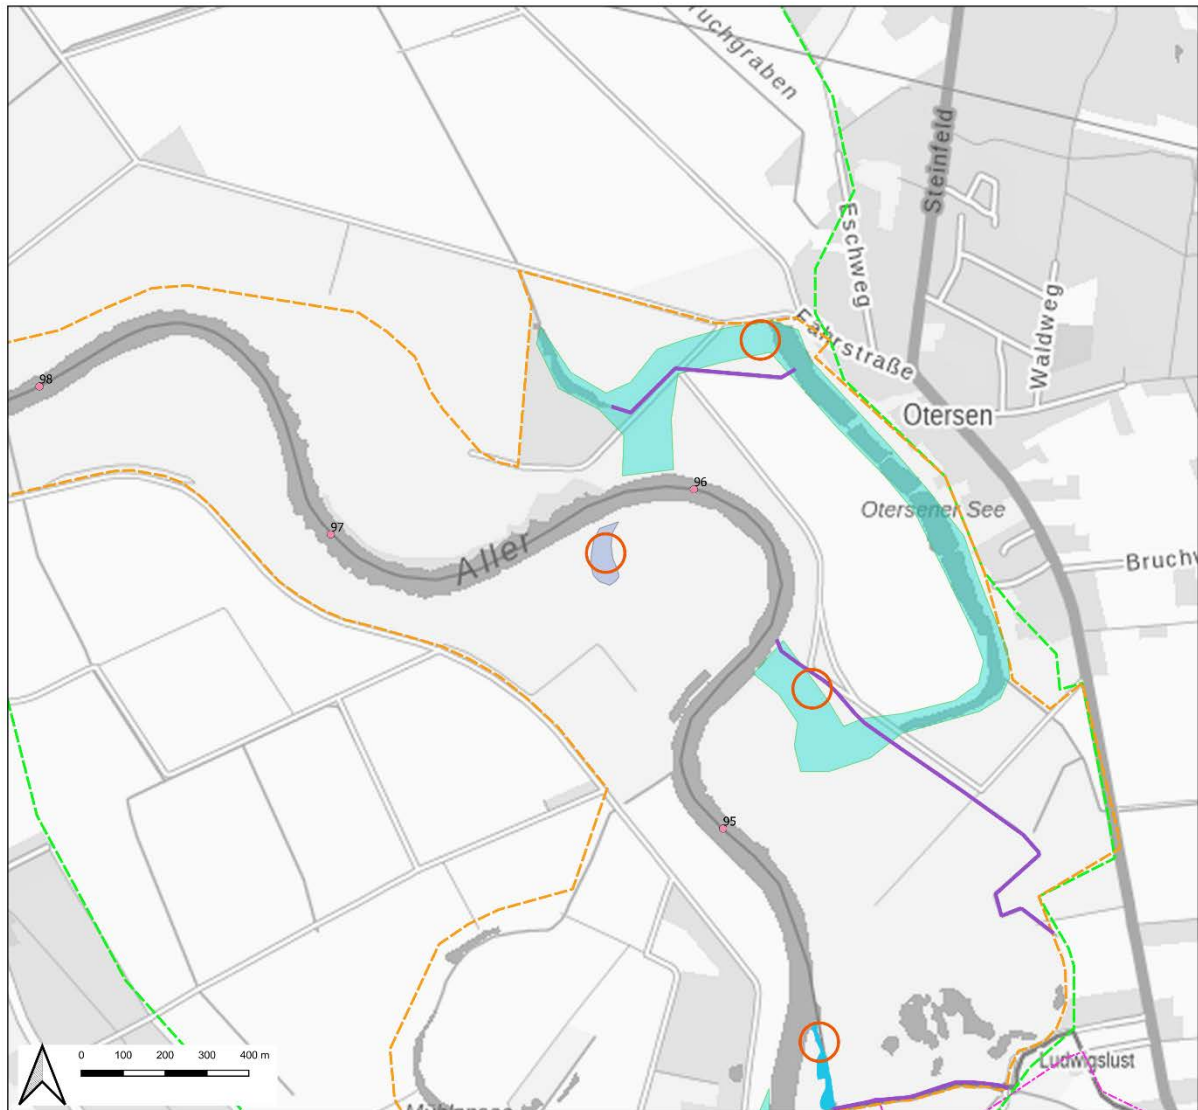 Bruchgraben
Steinfeld
Eschweg
Waldweg
Fährstraße
98
Otersen
96
Otersener See
97
Aller
Bruchw
95
0 100 200 300 400 m
Ludwigslust